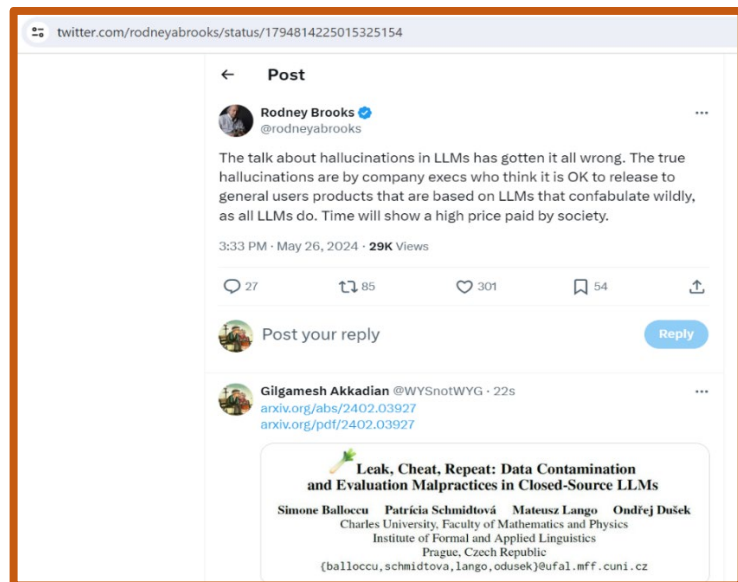 twitter.com/rodneyabrooks/status/1794814225015325154
← Post
Rodney Brooks
@rodneyabrooks
The talk about hallucinations in LLMs has gotten it all wrong. The true
hallucinations are by company execs who think it is OK to release to
general users products that are based on LLMs that confabulate wildly,
as all LLMs do. Time will show a high price paid by society.
3:33 PM · May 26, 2024 · 29K Views
27 85 301 54
Post your reply
Reply
Gilgamesh Akkadian @WYSnotWYG · 22s
arxiv.org/abs/2402.03927
arxiv.org/pdf/2402.03927
Leak, Cheat, Repeat: Data Contamination
and Evaluation Malpractices in Closed-Source LLMs
Simone Balloccu Patrícia Schmidtová Mateusz Lango Ondřej Dušek
Charles University, Faculty of Mathematics and Physics
Institute of Formal and Applied Linguistics
Prague, Czech Republic
{balloccu,schmidtova,lango,odusek}@ufal.mff.cuni.cz